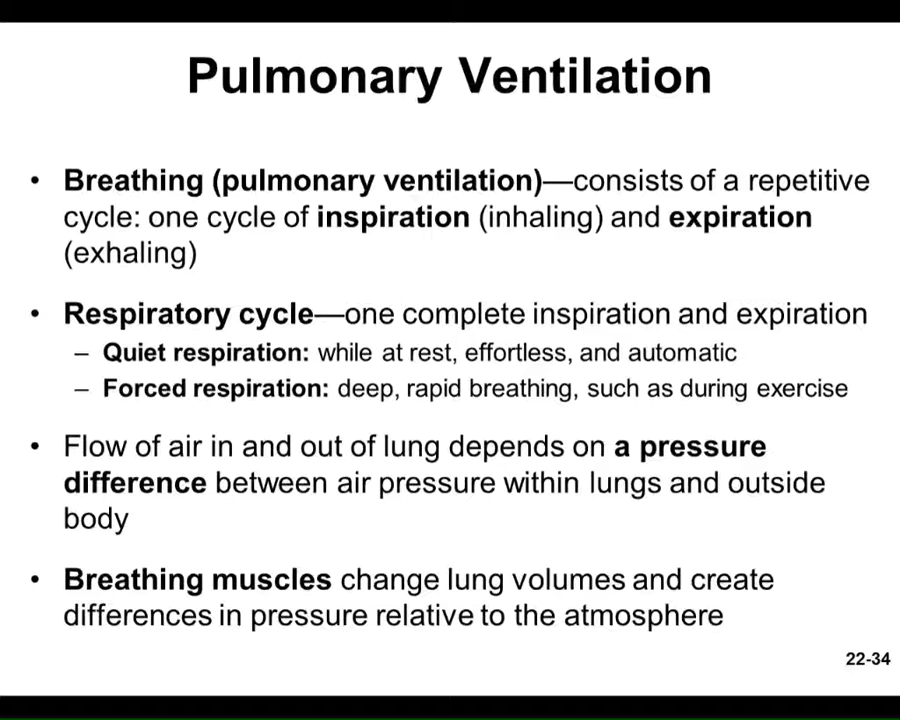 Pulmonary Ventilation
• Breathing (pulmonary ventilation)—consists of a repetitive
cycle: one cycle of inspiration (inhaling) and expiration
(exhaling)
• Respiratory cycle—one complete inspiration and expiration
– Quiet respiration: while at rest, effortless, and automatic
– Forced respiration: deep, rapid breathing, such as during exercise
• Flow of air in and out of lung depends on a pressure
difference between air pressure within lungs and outside
body
• Breathing muscles change lung volumes and create
differences in pressure relative to the atmosphere
22-34